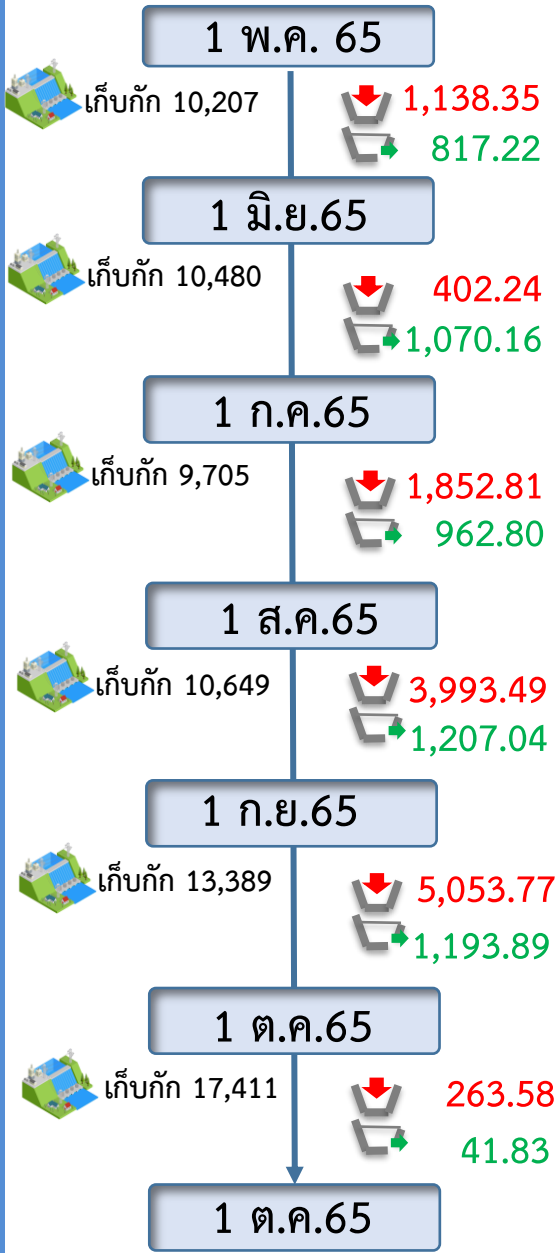 1 พ.ค. 65
เก็บกัก 10,207
1,138.35
817.22
1 มิ.ย.65
เก็บกัก 10,480
402.24
1,070.16
1 ก.ค.65
เก็บกัก 9,705
1,852.81
962.80
1 ส.ค.65
เก็บกัก 10,649
3,993.49
1,207.04
1 ก.ย.65
เก็บกัก 13,389
5,053.77
1,193.89
1 ต.ค.65
เก็บกัก 17,411
263.58
41.83
1 ต.ค.65